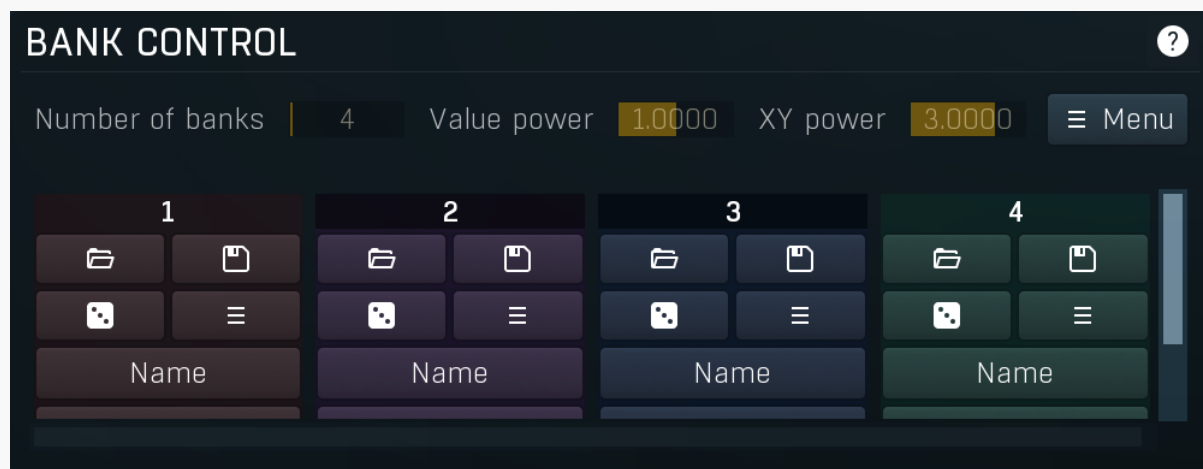 BANK CONTROL ?
Number of banks 4 Value power 1.0000 XY power 3.0000 Menu
1 2 3 4
Name Name Name Name